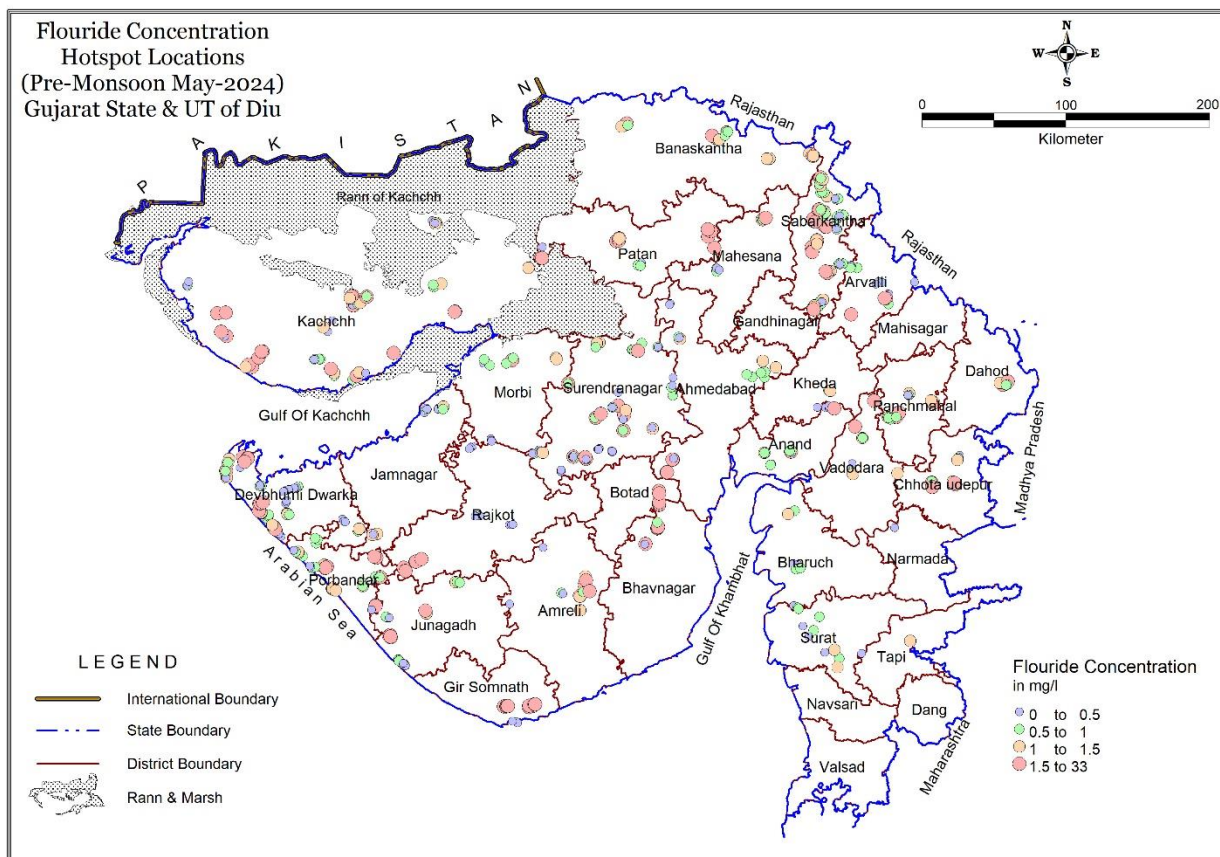 Flouride Concentration
Hotspot Locations
(Pre-Monsoon May-2024)
Gujarat State & UT of Diu
N
W E
S
0 100 200
Kilometer
P A K I S T A N
Rajasthan
Banaskantha
Rann of Kachchh
Sabarkantha
Rajasthan
Patan
Mahesana
Arvalli
Kachchh
Gandhinagar
Mahisagar
Morbi
Surendranagar
Ahmedabad
Kheda
Dahod
Panchmahal
Gulf Of Kachchh
Anand
Vadodara
Madhya Pradesh
Jamnagar
Devbhumi Dwarka
Botad
Chhota udepur
Rajkot
Arabian Sea
Bharuch
Narmada
Porbandar
Bhavnagar
Gulf Of Khambhat
Amreli
Junagadh
Surat
Tapi
Gir Somnath
Navsari
Dang
Maharashtra
Valsad
LEGEND
International Boundary
State Boundary
District Boundary
Rann & Marsh
Flouride Concentration
in mg/l
0 to 0.5
0.5 to 1
1 to 1.5
1.5 to 33